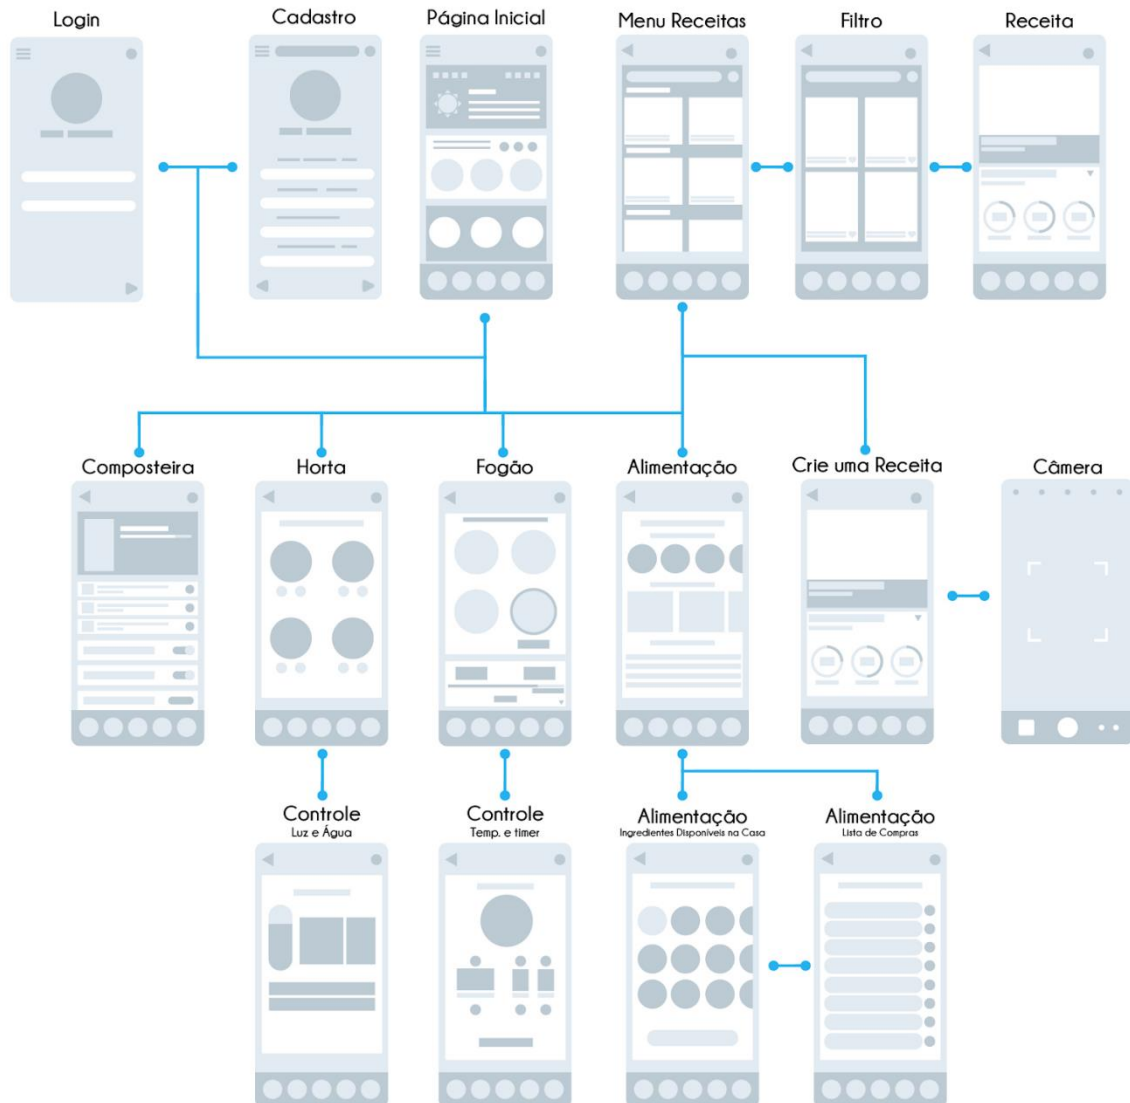 Login
Cadastro
Página Inicial
Menu Receitas
Filtro
Receita
Composteira
Horta
Fogão
Alimentação
Crie uma Receita
Câmera
Controle
Luz e Água
Controle
Temp. e timer
Alimentação
Ingredientes Disponíveis na Casa
Alimentação
Lista de Compras